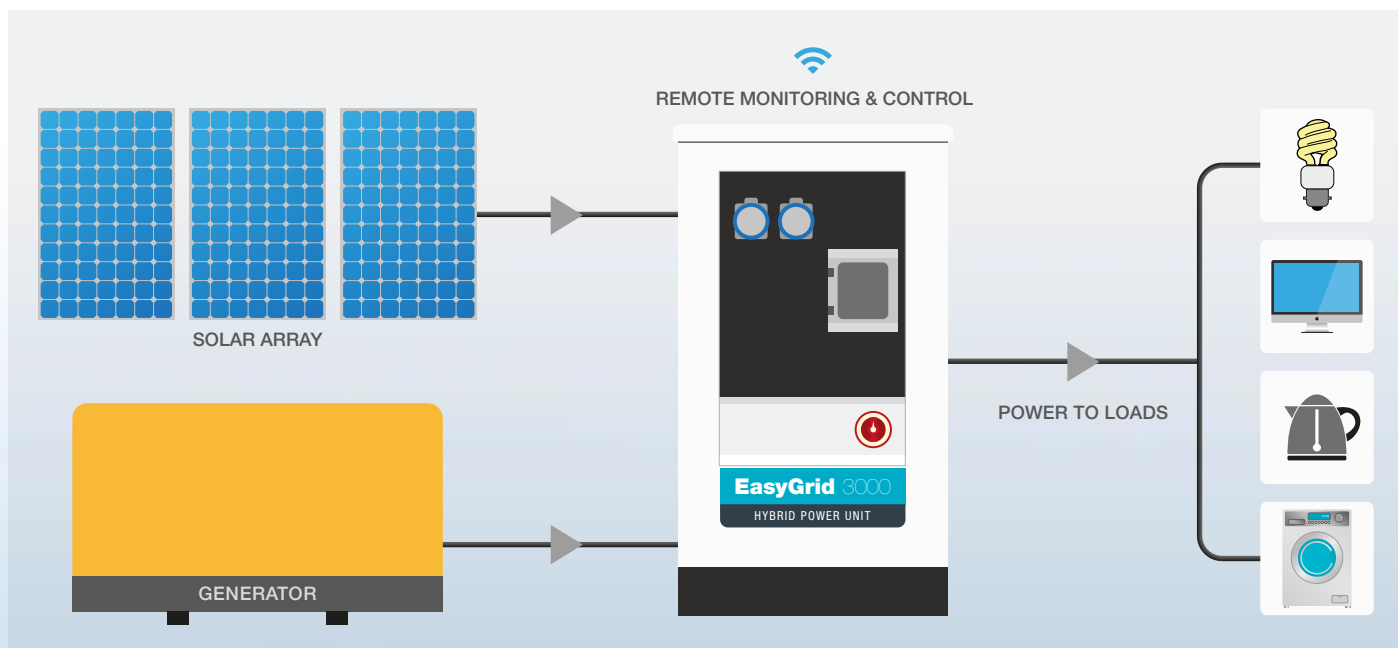 REMOTE MONITORING & CONTROL
SOLAR ARRAY
POWER TO LOADS
EasyGrid 3000
HYBRID POWER UNIT
GENERATOR